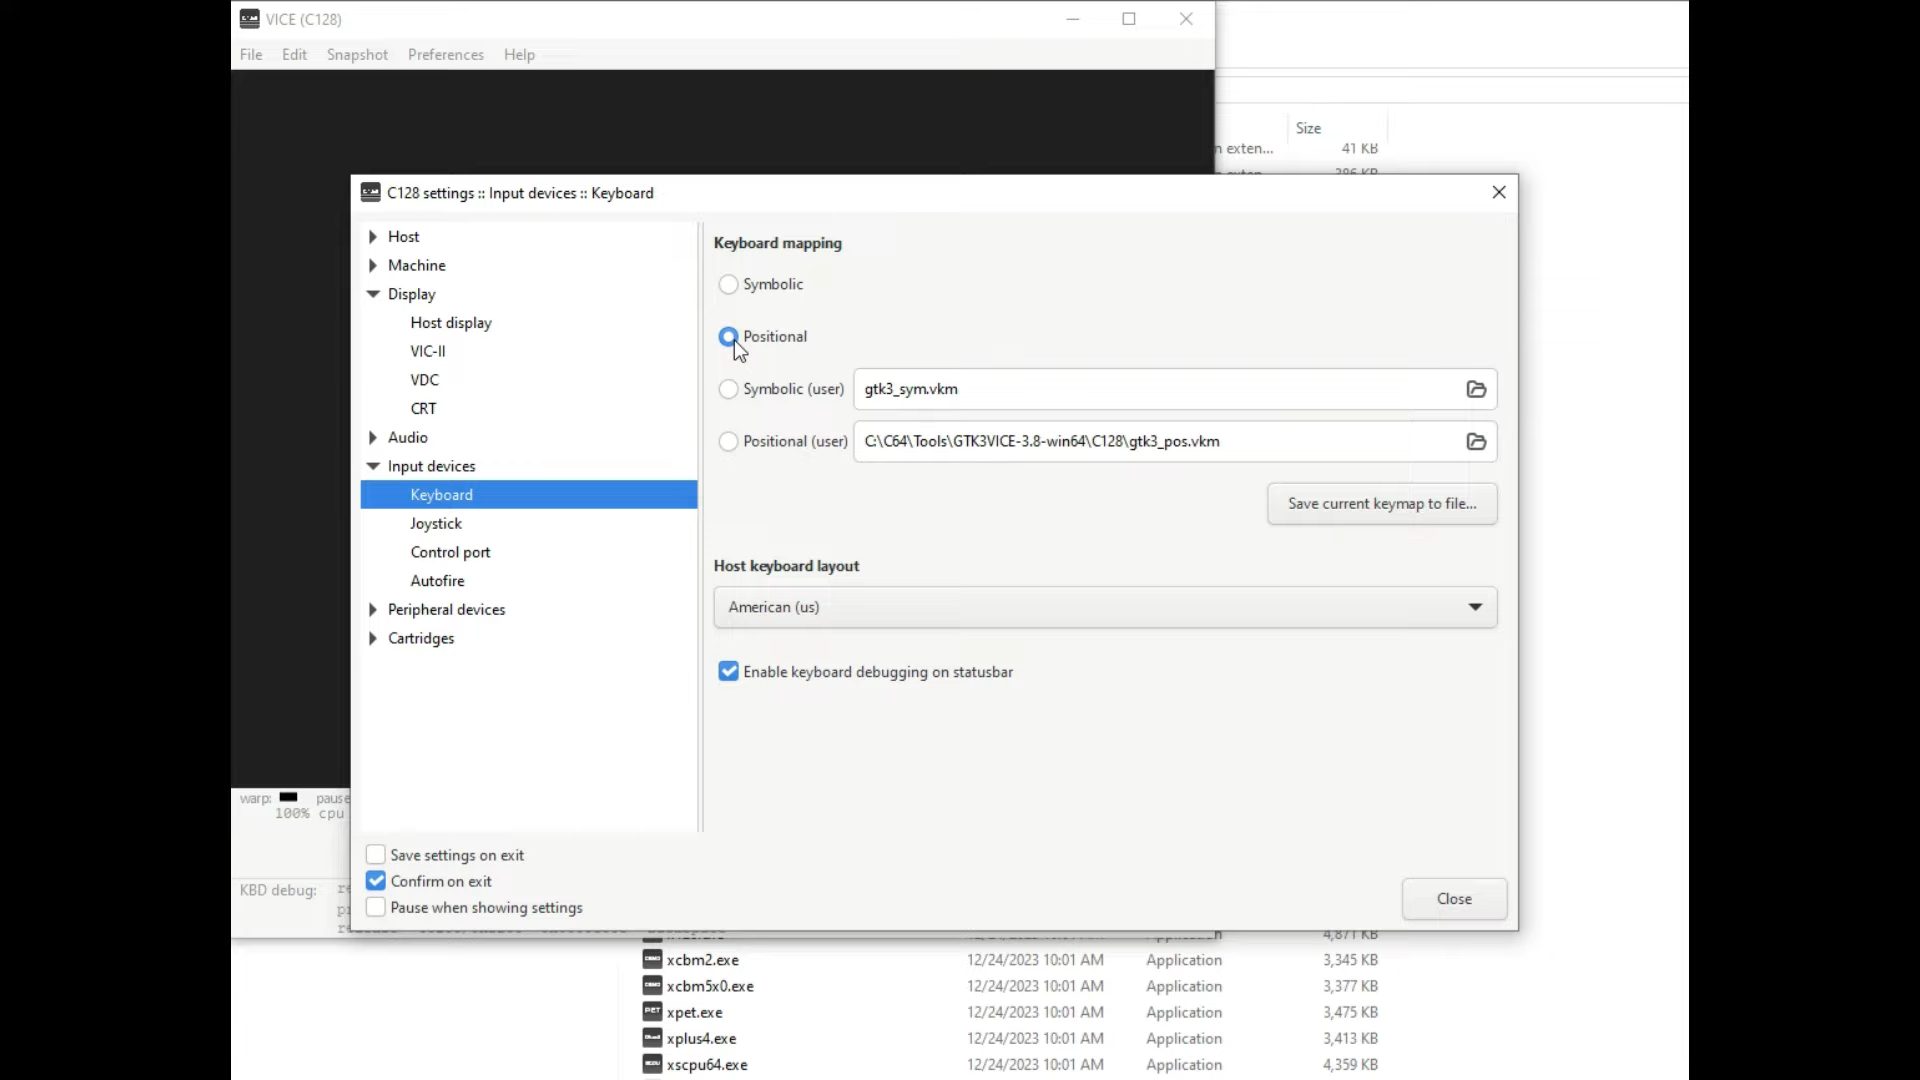 VICE (C128)
File Edit Snapshot Preferences Help
Size
n exten... 41 KB
386 KB
C128 settings :: Input devices :: Keyboard
Host
Machine
Display
Host display
VIC-II
VDC
CRT
Audio
Input devices
Keyboard
Joystick
Control port
Autofire
Peripheral devices
Cartridges
Keyboard mapping
Symbolic
Positional
Symbolic (user) gtk3_sym.vkm
Positional (user) C:\C64\Tools\GTK3VICE-3.8-win64\C128\gtk3_pos.vkm
Save current keymap to file...
Host keyboard layout
American (us)
Enable keyboard debugging on statusbar
warp: pause
100% cpu
Save settings on exit
Confirm on exit
Pause when showing settings
Close
KBD debug:
4,871 KB
xcbm2.exe 12/24/2023 10:01 AM Application 3,345 KB
xcbm5x0.exe 12/24/2023 10:01 AM Application 3,377 KB
xpet.exe 12/24/2023 10:01 AM Application 3,475 KB
xplus4.exe 12/24/2023 10:01 AM Application 3,413 KB
xscpu64.exe 12/24/2023 10:01 AM Application 4,359 KB